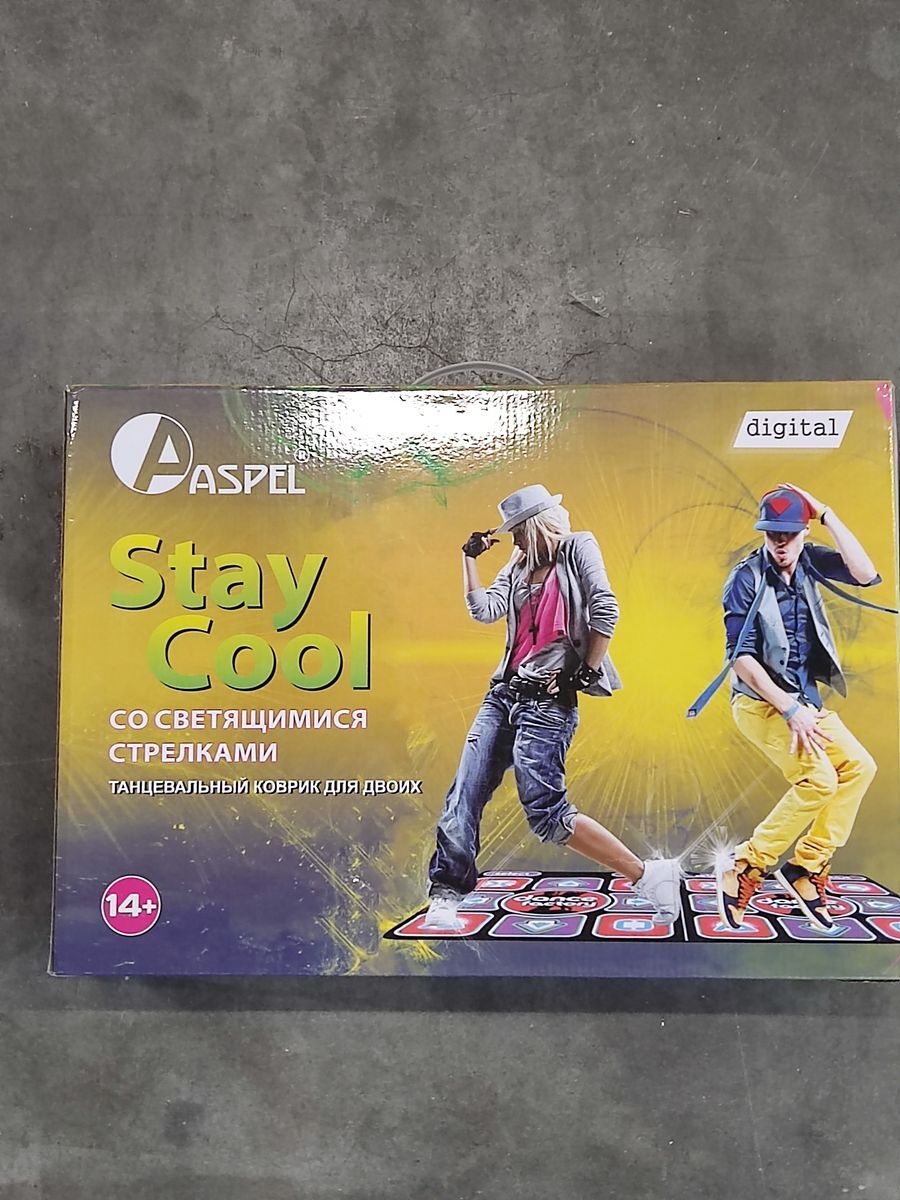 ASPEL®
digital
Stay
Cool
СО СВЕТЯЩИМИСЯ
СТРЕЛКАМИ
ТАНЦЕВАЛЬНЫЙ КОВРИК ДЛЯ ДВОИХ
14+